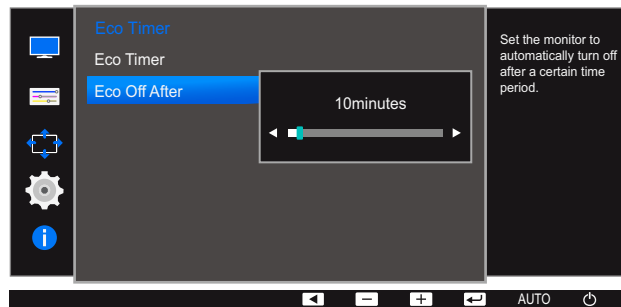 Eco Timer
Eco Timer
Eco Off After
10minutes
Set the monitor to
automatically turn off
after a certain time
period.
AUTO